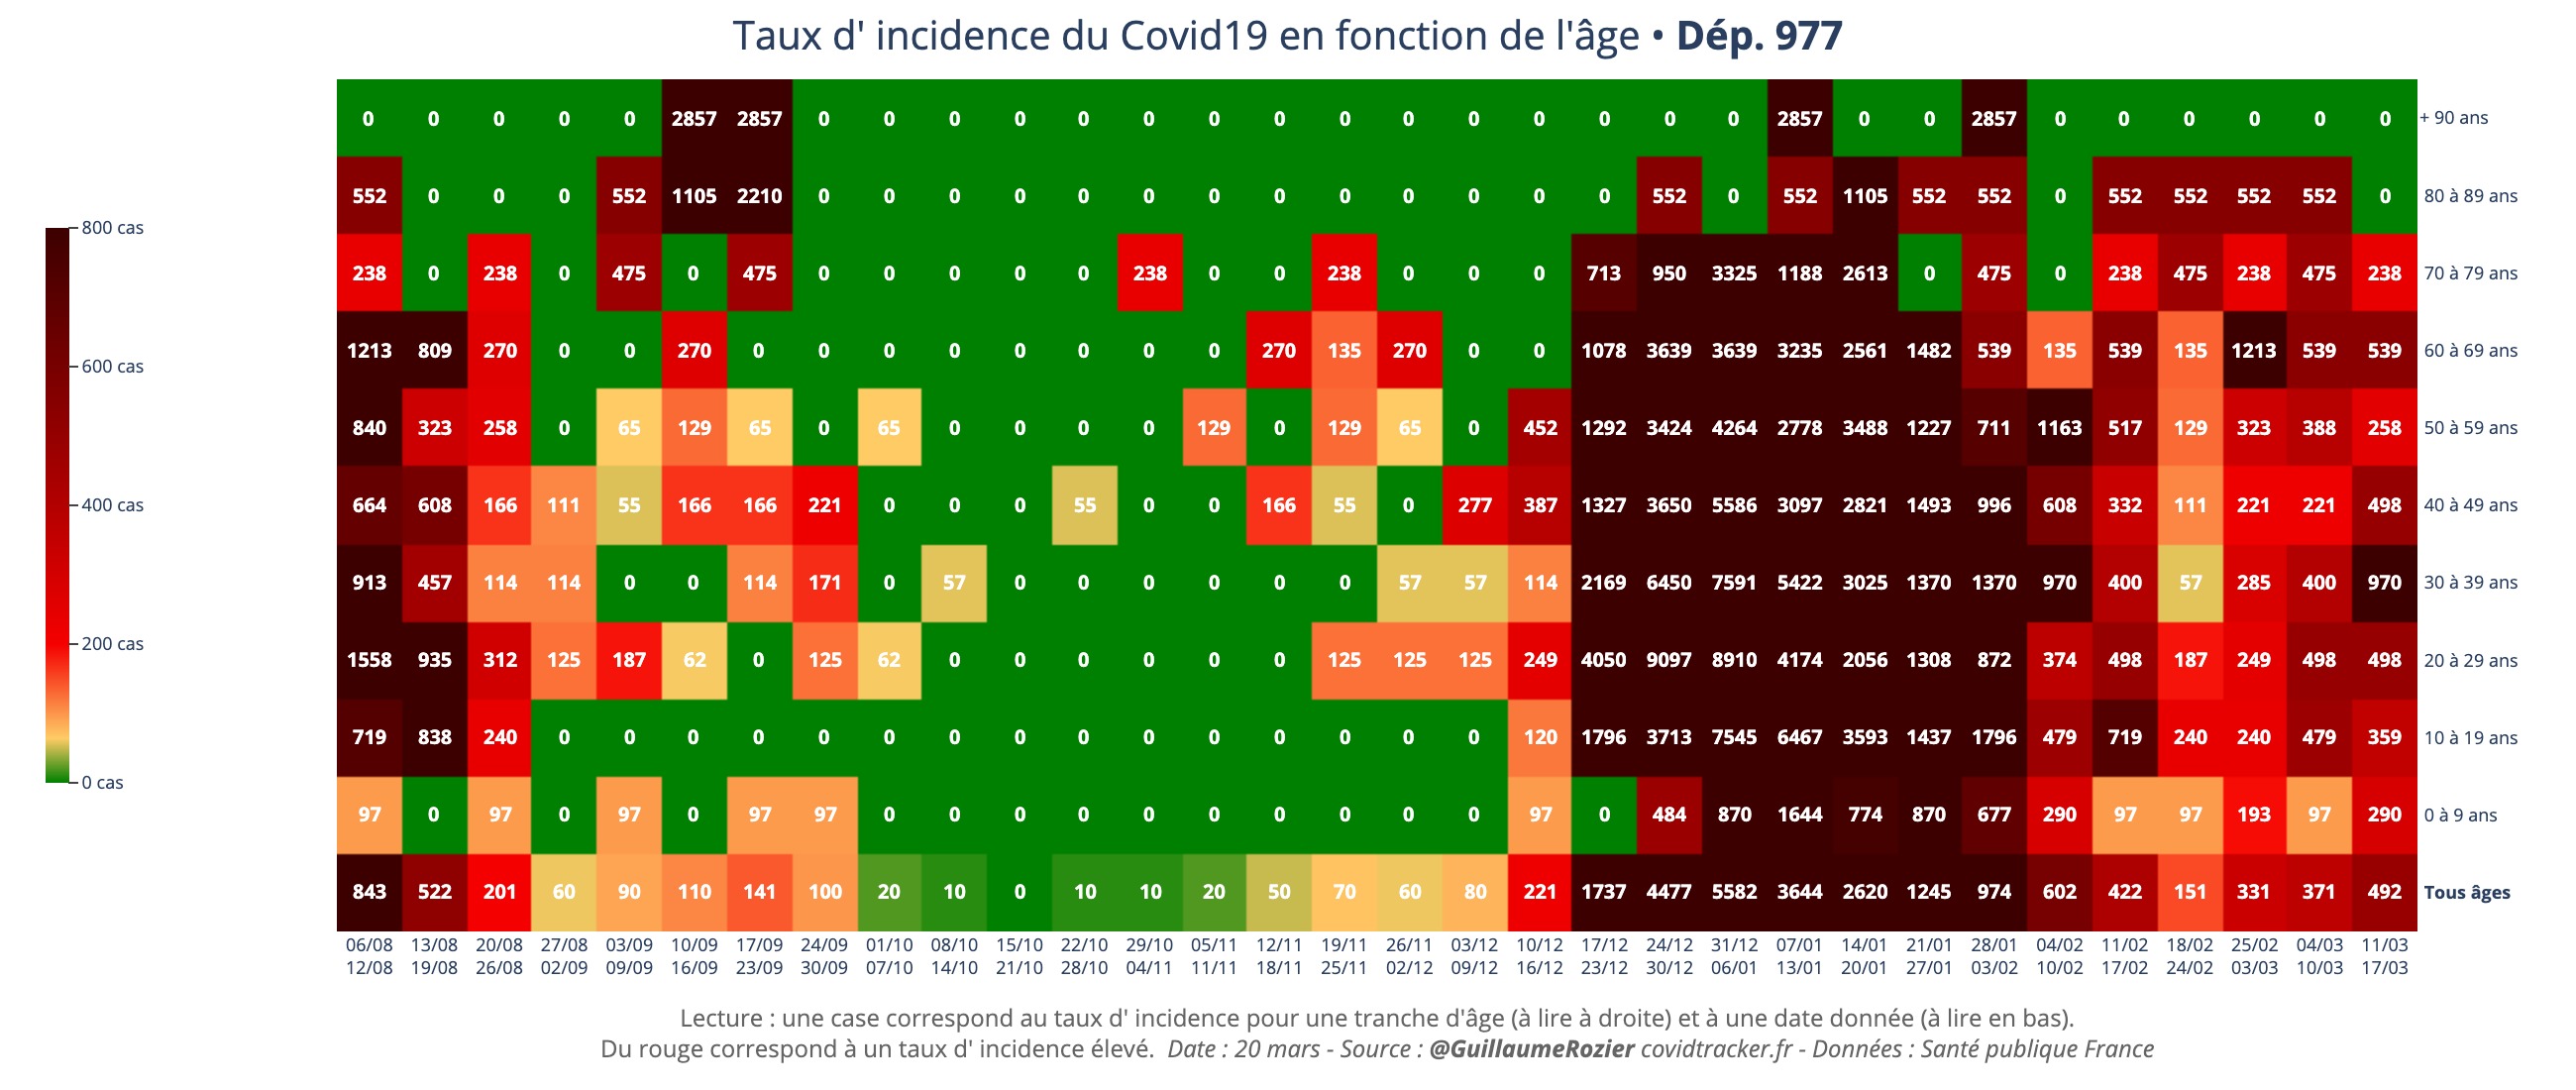 Taux d' incidence du Covid19 en fonction de l'âge • Dép. 977
800 cas
600 cas
400 cas
200 cas
0 cas
0 0 0 0 0 2857 2857 0 0 0 0 0 0 0 0 0 0 0 0 0 0 0 2857 0 0 2857 0 0 0 0 0 0 + 90 ans
552 0 0 0 552 1105 2210 0 0 0 0 0 0 0 0 0 0 0 0 0 552 0 552 1105 552 552 0 552 552 552 552 0 80 à 89 ans
238 0 238 0 475 0 475 0 0 0 0 0 238 0 0 238 0 0 0 713 950 3325 1188 2613 0 475 0 238 475 238 475 238 70 à 79 ans
1213 809 270 0 0 270 0 0 0 0 0 0 0 0 270 135 270 0 0 1078 3639 3639 3235 2561 1482 539 135 539 135 1213 539 539 60 à 69 ans
840 323 258 0 65 129 65 0 65 0 0 0 0 129 0 129 65 0 452 1292 3424 4264 2778 3488 1227 711 1163 517 129 323 388 258 50 à 59 ans
664 608 166 111 55 166 166 221 0 0 0 55 0 0 166 55 0 277 387 1327 3650 5586 3097 2821 1493 996 608 332 111 221 221 498 40 à 49 ans
913 457 114 114 0 0 114 171 0 57 0 0 0 0 0 0 57 57 114 2169 6450 7591 5422 3025 1370 1370 970 400 57 285 400 970 30 à 39 ans
1558 935 312 125 187 62 0 125 62 0 0 0 0 0 0 125 125 125 249 4050 9097 8910 4174 2056 1308 872 374 498 187 249 498 498 20 à 29 ans
719 838 240 0 0 0 0 0 0 0 0 0 0 0 0 0 0 0 120 1796 3713 7545 6467 3593 1437 1796 479 719 240 240 479 359 10 à 19 ans
97 0 97 0 97 0 97 97 0 0 0 0 0 0 0 0 0 0 97 0 484 870 1644 774 870 677 290 97 97 193 97 290 0 à 9 ans
843 522 201 60 90 110 141 100 20 10 0 10 10 20 50 70 60 80 221 1737 4477 5582 3644 2620 1245 974 602 422 151 331 371 492 Tous âges
06/08 13/08 20/08 27/08 03/09 10/09 17/09 24/09 01/10 08/10 15/10 22/10 29/10 05/11 12/11 19/11 26/11 03/12 10/12 17/12 24/12 31/12 07/01 14/01 21/01 28/01 04/02 11/02 18/02 25/02 04/03 11/03
12/08 19/08 26/08 02/09 09/09 16/09 23/09 30/09 07/10 14/10 21/10 28/10 04/11 11/11 18/11 25/11 02/12 09/12 16/12 23/12 30/12 06/01 13/01 20/01 27/01 03/02 10/02 17/02 24/02 03/03 10/03 17/03
Lecture : une case correspond au taux d' incidence pour une tranche d'âge (à lire à droite) et à une date donnée (à lire en bas).
Du rouge correspond à un taux d' incidence élevé. Date : 20 mars - Source : @GuillaumeRozier covidtracker.fr - Données : Santé publique France